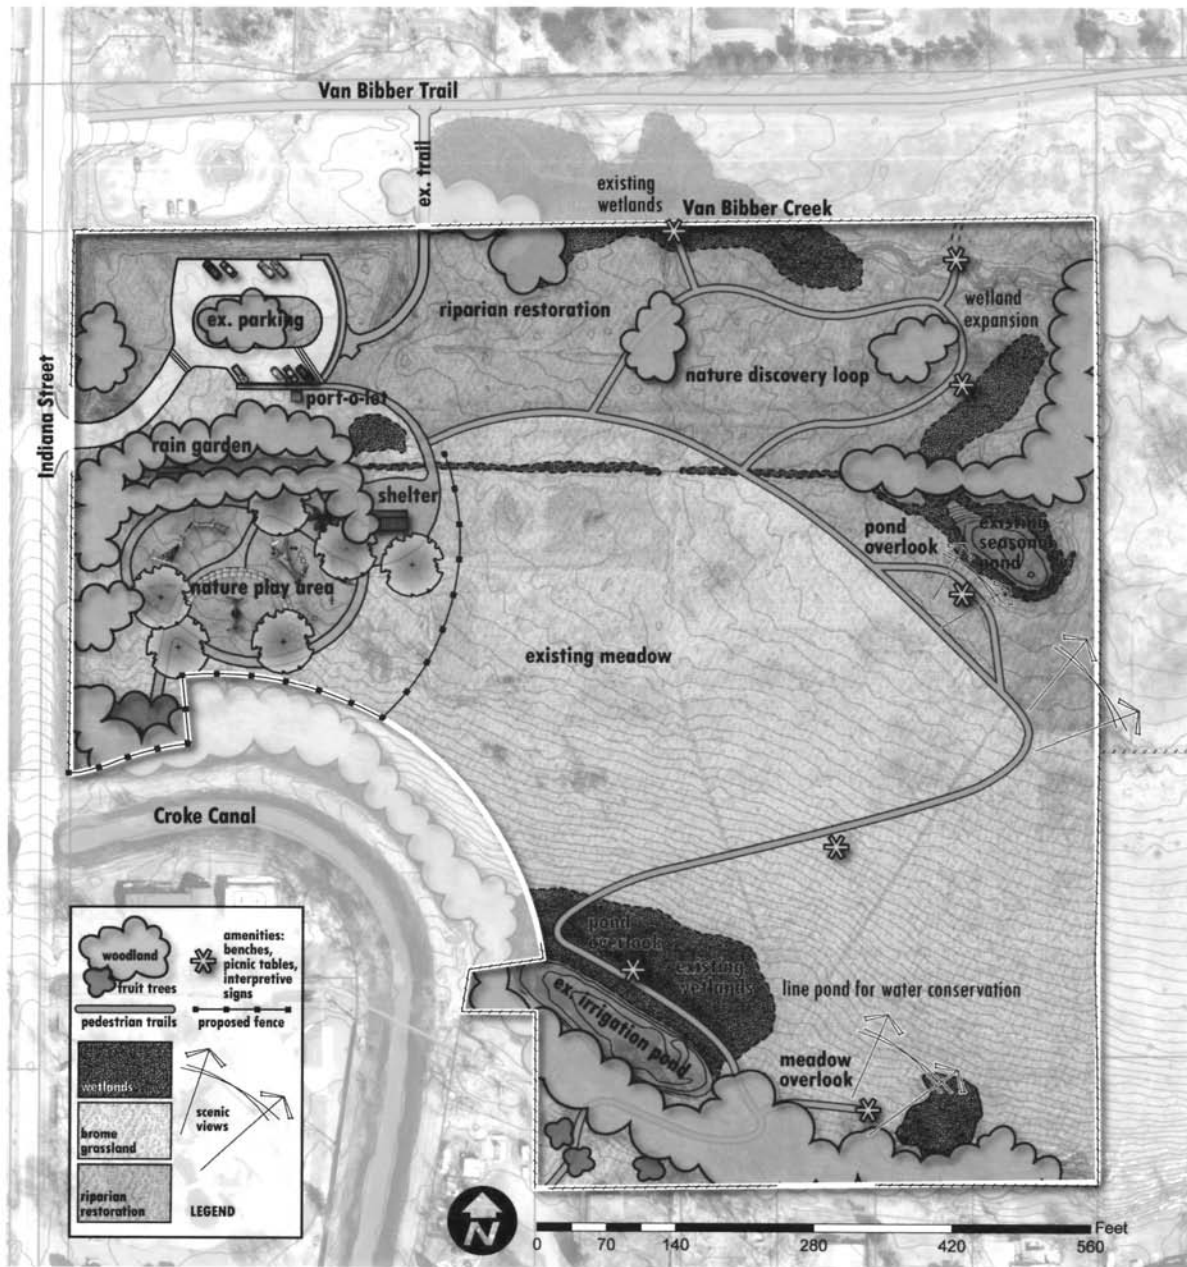 Van Bibber Trail
ex. trail
existing
wetlands
Van Bibber Creek
ex. parking
riparian restoration
wetland
expansion
nature discovery loop
port-o-let
Indiana Street
rain garden
shelter
pond
overlook
existing
seasonal
pond
nature play area
existing meadow
Croke Canal
pond
overlook
existing
wetlands
ex. irrigation pond
line pond for water conservation
meadow
overlook
woodland
fruit trees
amenities:
benches,
picnic tables,
interpretive
signs
pedestrian trails
proposed fence
wetlands
scenic
views
brome
grassland
riparian
restoration
LEGEND
N
Feet
0 70 140 280 420 560